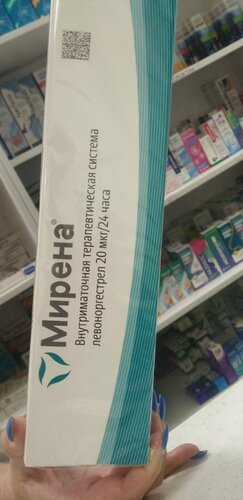 Мирена®
Внутриматочная терапевтическая система
левоноргестрел 20 мкг/24 часа